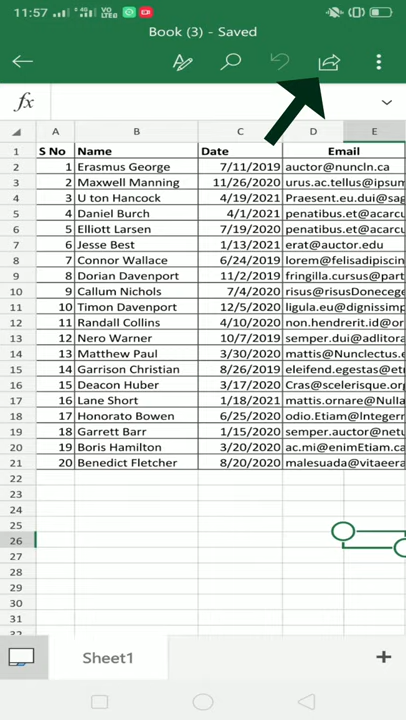 11:57 4G VO LTE2
Book (3) - Saved
fx
A B C D E
1 S No Name Date Email
2 1 Erasmus George 7/11/2019 auctor@nuncln.ca
3 2 Maxwell Manning 11/26/2020 urus.ac.tellus@ipsum
4 3 U ton Hancock 4/19/2021 Praesent.eu.dui@sag
5 4 Daniel Burch 4/1/2021 penatibus.et@acarcu
6 5 Elliott Larsen 7/19/2020 penatibus.et@acarcu
7 6 Jesse Best 1/13/2021 erat@auctor.edu
8 7 Connor Wallace 6/24/2019 lorem@felisadipiscin
9 8 Dorian Davenport 11/2/2019 fringilla.cursus@part
10 9 Callum Nichols 7/4/2020 risus@risusDonecege
11 10 Timon Davenport 12/5/2020 ligula.eu@dignissimp
12 11 Randall Collins 4/10/2020 non.hendrerit.id@or
13 12 Nero Warner 10/7/2019 semper.dui@adlitora
14 13 Matthew Paul 3/30/2020 mattis@Nunclectus.e
15 14 Garrison Christian 8/26/2019 eleifend.egestas@etr
16 15 Deacon Huber 3/17/2020 Cras@scelerisque.org
17 16 Lane Short 1/18/2021 mattis.ornare@Nulla
18 17 Honorato Bowen 6/25/2020 odio.Etiam@Integern
19 18 Garrett Barr 1/15/2020 semper.auctor@netu
20 19 Boris Hamilton 3/20/2020 ac.mi@enimEtiam.ca
21 20 Benedict Fletcher 8/20/2020 malesuada@vitaeera
22
23
24
25
26
27
28
29
30
31
32
Sheet1